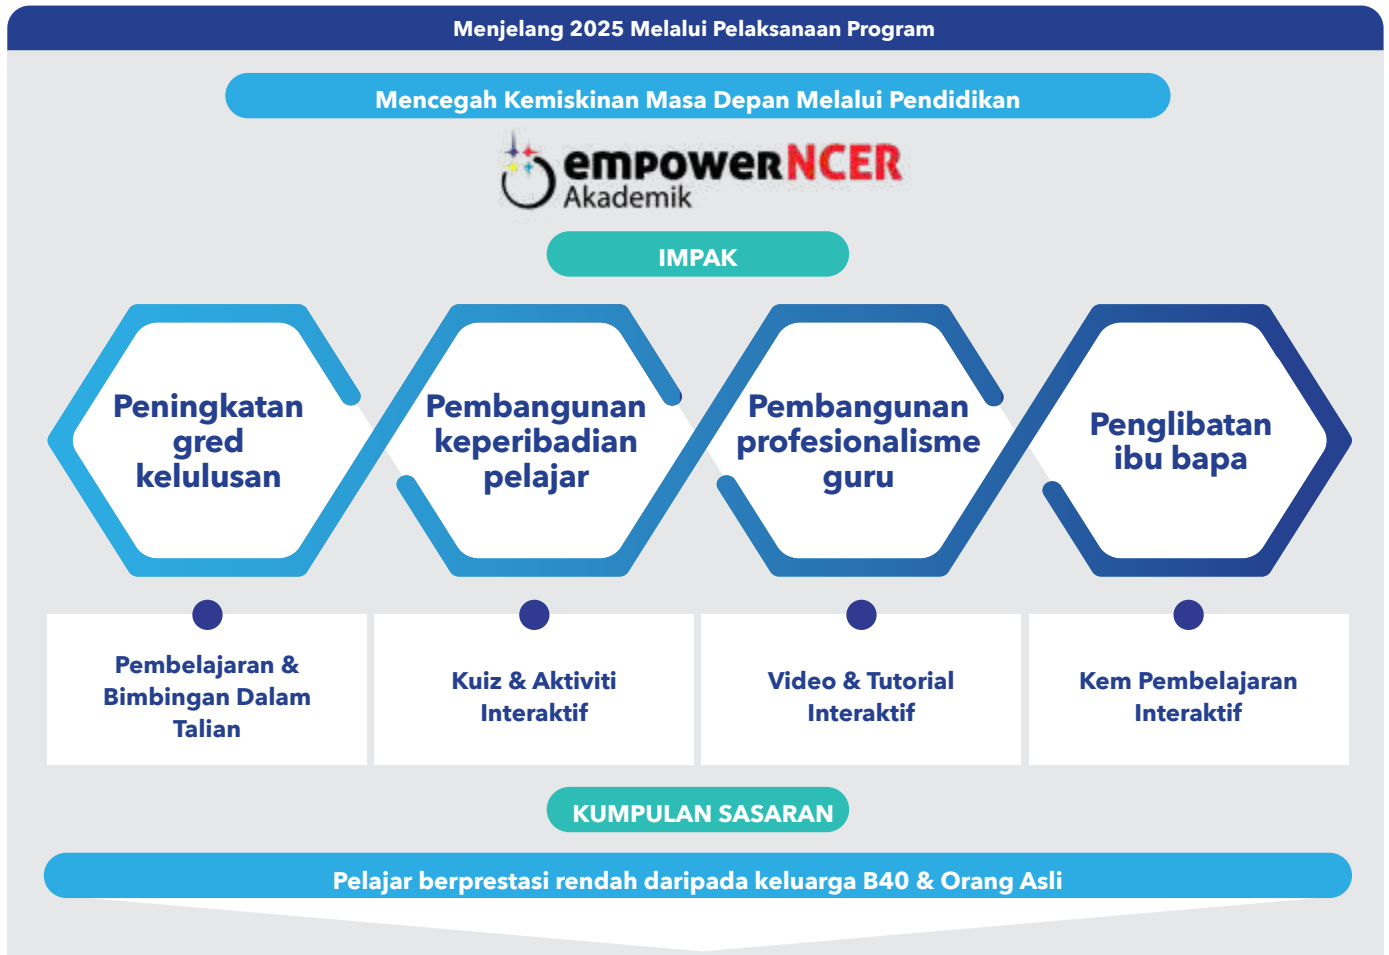 Menjelang 2025 Melalui Pelaksanaan Program
Mencegah Kemiskinan Masa Depan Melalui Pendidikan
empowerNCER
Akademik
IMPAK
Peningkatan
gred
kelulusan
Pembangunan
keperibadian
pelajar
Pembangunan
profesionalisme
guru
Penglibatan
ibu bapa
Pembelajaran &
Bimbingan Dalam
Talian
Kuiz & Aktiviti
Interaktif
Video & Tutorial
Interaktif
Kem Pembelajaran
Interaktif
KUMPULAN SASARAN
Pelajar berprestasi rendah daripada keluarga B40 & Orang Asli